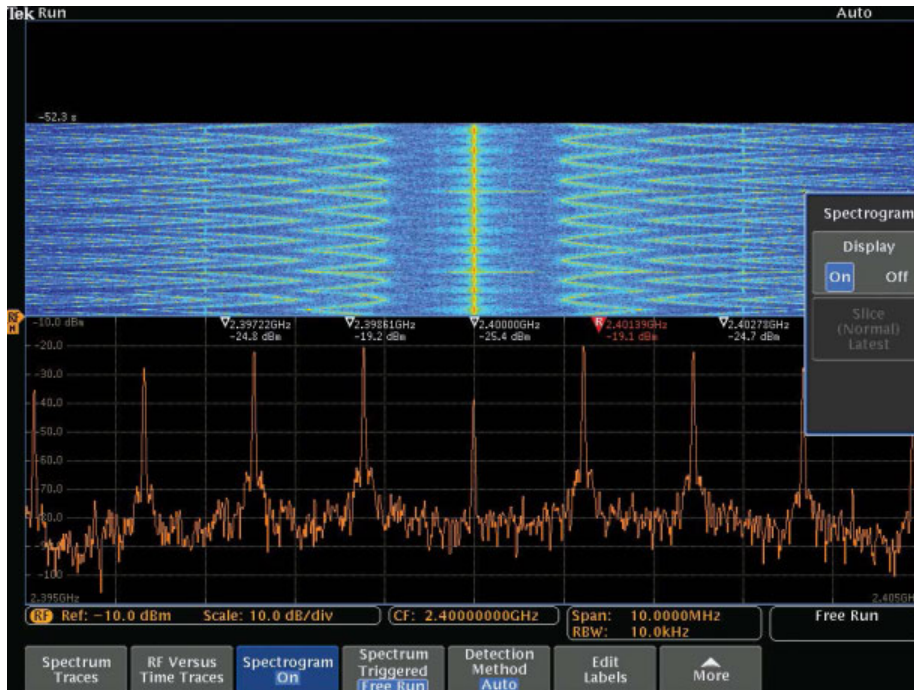 Tek Run Auto
-52.3 s
Spectrogram
Display
On Off
Slice
(Normal)
Latest
RF
-10.0 dBm
2.39722GHz
-24.8 dBm
2.39861GHz
-19.2 dBm
2.40000GHz
-25.4 dBm
R
2.40139GHz
-19.1 dBm
2.40278GHz
-24.7 dBm
-20.0
-30.0
-40.0
-50.0
-60.0
-70.0
-80.0
-90.0
-100
2.395GHz
2.405GH
RF Ref: -10.0 dBm Scale: 10.0 dB/div
CF: 2.40000000GHz
Span: 10.0000MHz
RBW: 10.0kHz
Free Run
Spectrum
Traces
RF Versus
Time Traces
Spectrogram
On
Spectrum
Triggered
Free Run
Detection
Method
Auto
Edit
Labels
More